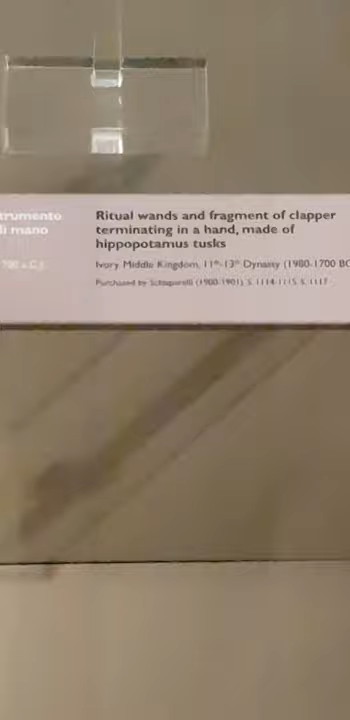 trumento
di mano
Ritual wands and fragment of clapper
terminating in a hand, made of
hippopotamus tusks
Ivory. Middle Kingdom, 11th-13th Dynasty (1980-1700 BC
Purchased by Schiaparelli (1900-1901). S. 1114-1115, S. 1117